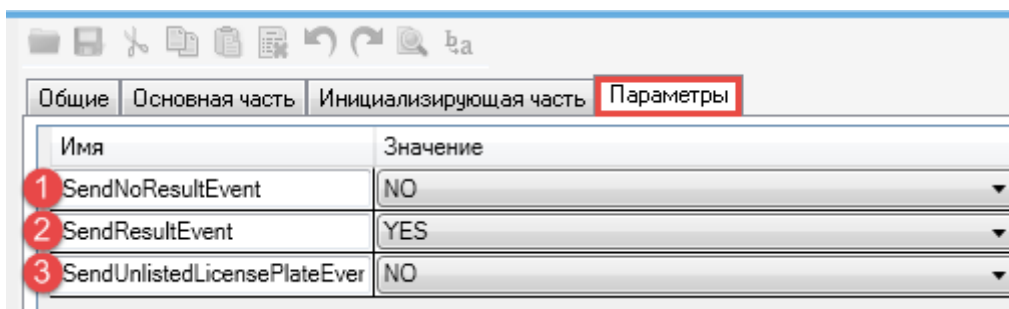 Общие Основная часть Инициализирующая часть Параметры
Имя Значение
1 SendNoResultEvent NO
2 SendResultEvent YES
3 SendUnlistedLicensePlateEver NO